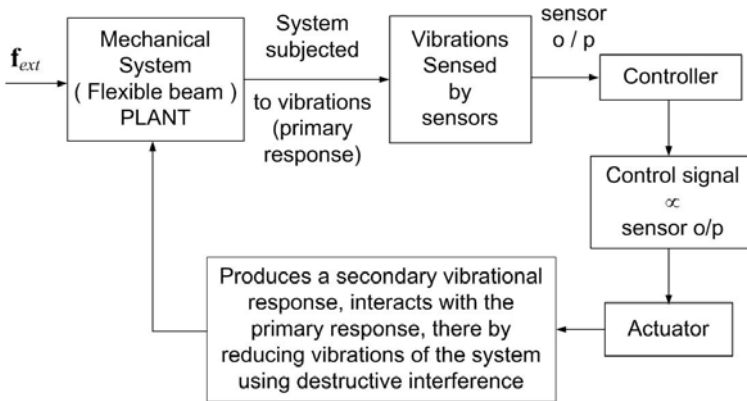 f_ext
Mechanical
System
( Flexible beam )
PLANT
System
subjected
to vibrations
(primary
response)
Vibrations
Sensed
by
sensors
sensor
o / p
Controller
Control signal
∝
sensor o/p
Actuator
Produces a secondary vibrational
response, interacts with the
primary response, there by
reducing vibrations of the system
using destructive interference